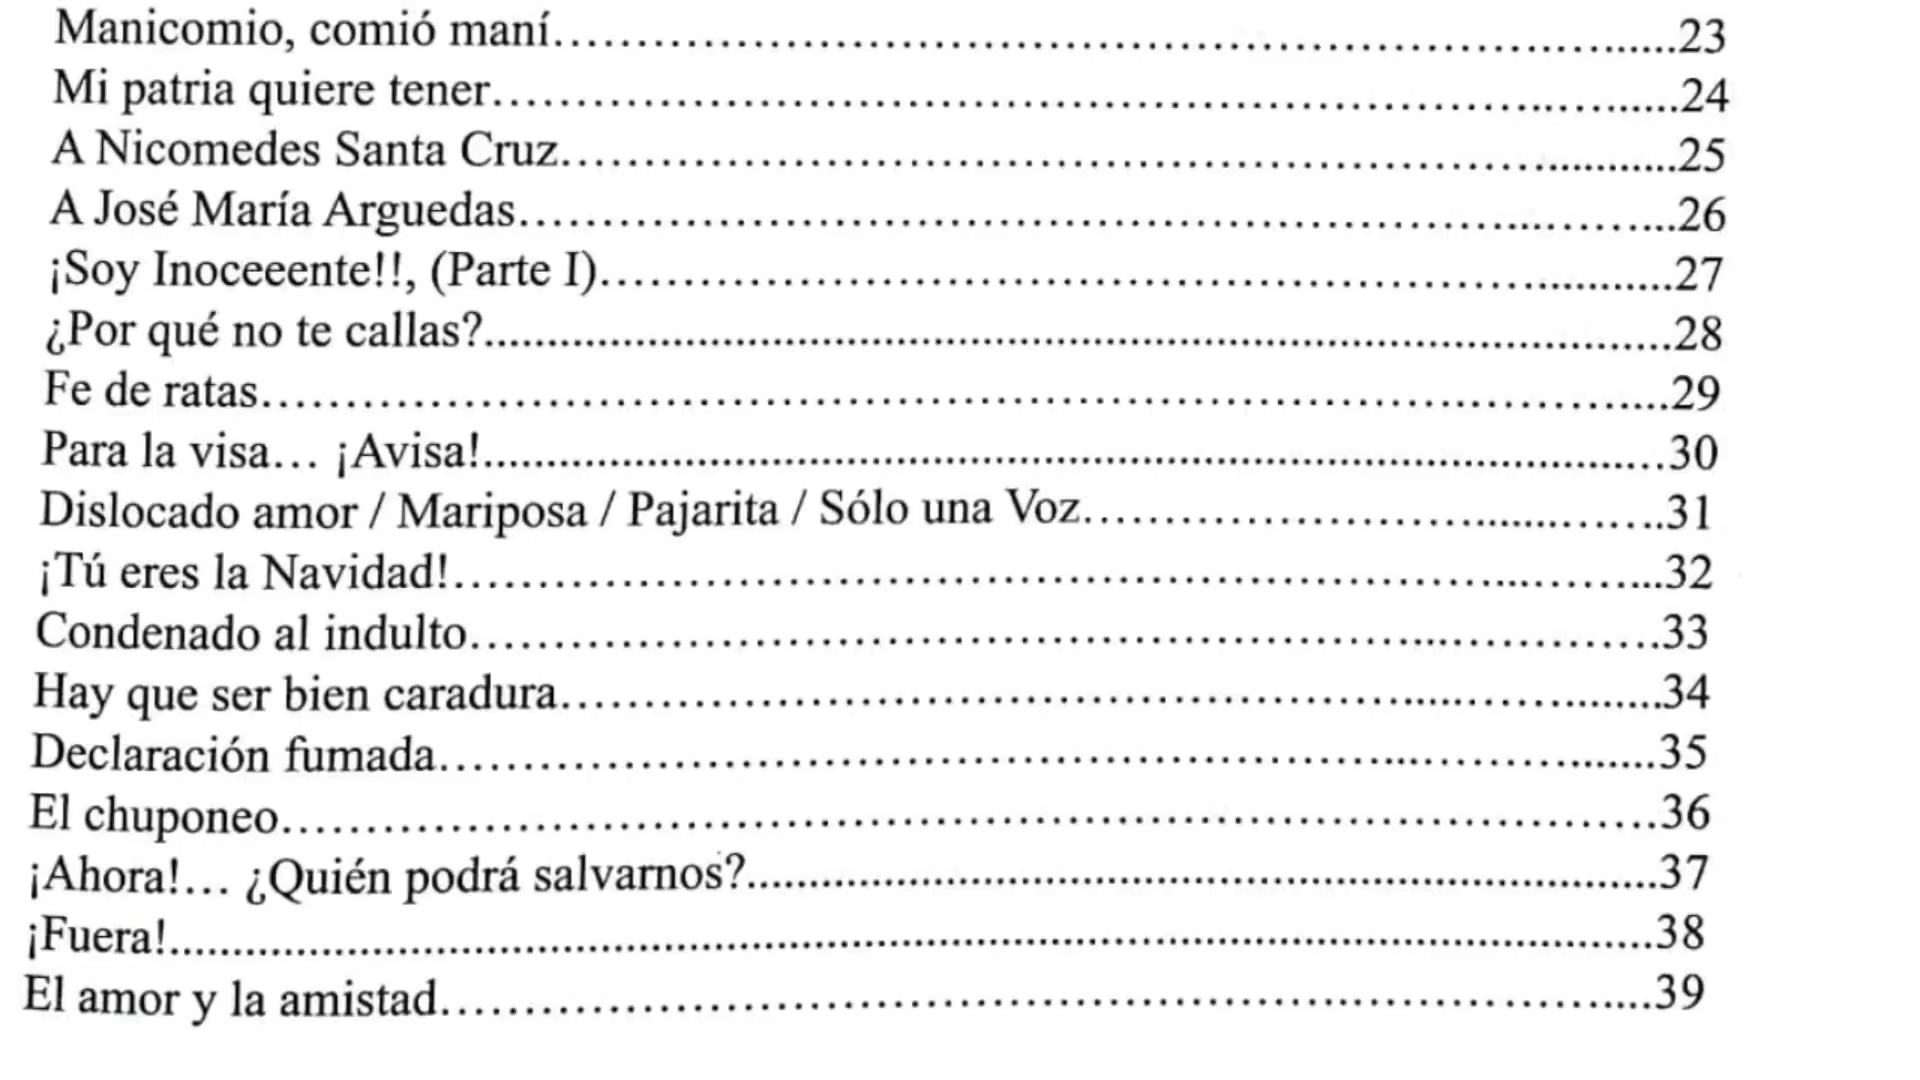 Manicomio, comió maní.......................................................23
Mi patria quiere tener.......................................................24
A Nicomedes Santa Cruz.......................................................25
A José María Arguedas.......................................................26
¡Soy Inoceeente!!, (Parte I).......................................................27
¿Por qué no te callas?.......................................................28
Fe de ratas.......................................................29
Para la visa... ¡Avisa!.......................................................30
Dislocado amor / Mariposa / Pajarita / Sólo una Voz.......................................................31
¡Tú eres la Navidad!.......................................................32
Condenado al indulto.......................................................33
Hay que ser bien caradura.......................................................34
Declaración fumada.......................................................35
El chuponeo.......................................................36
¡Ahora!... ¿Quién podrá salvarnos?.......................................................37
¡Fuera!.......................................................38
El amor y la amistad.......................................................39